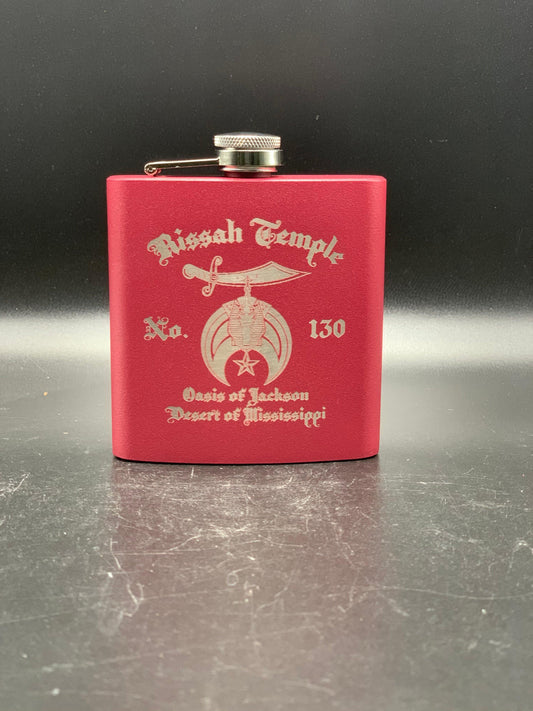 Rissah Temple
No. 130
Oasis of Jackson
Desert of Mississippi